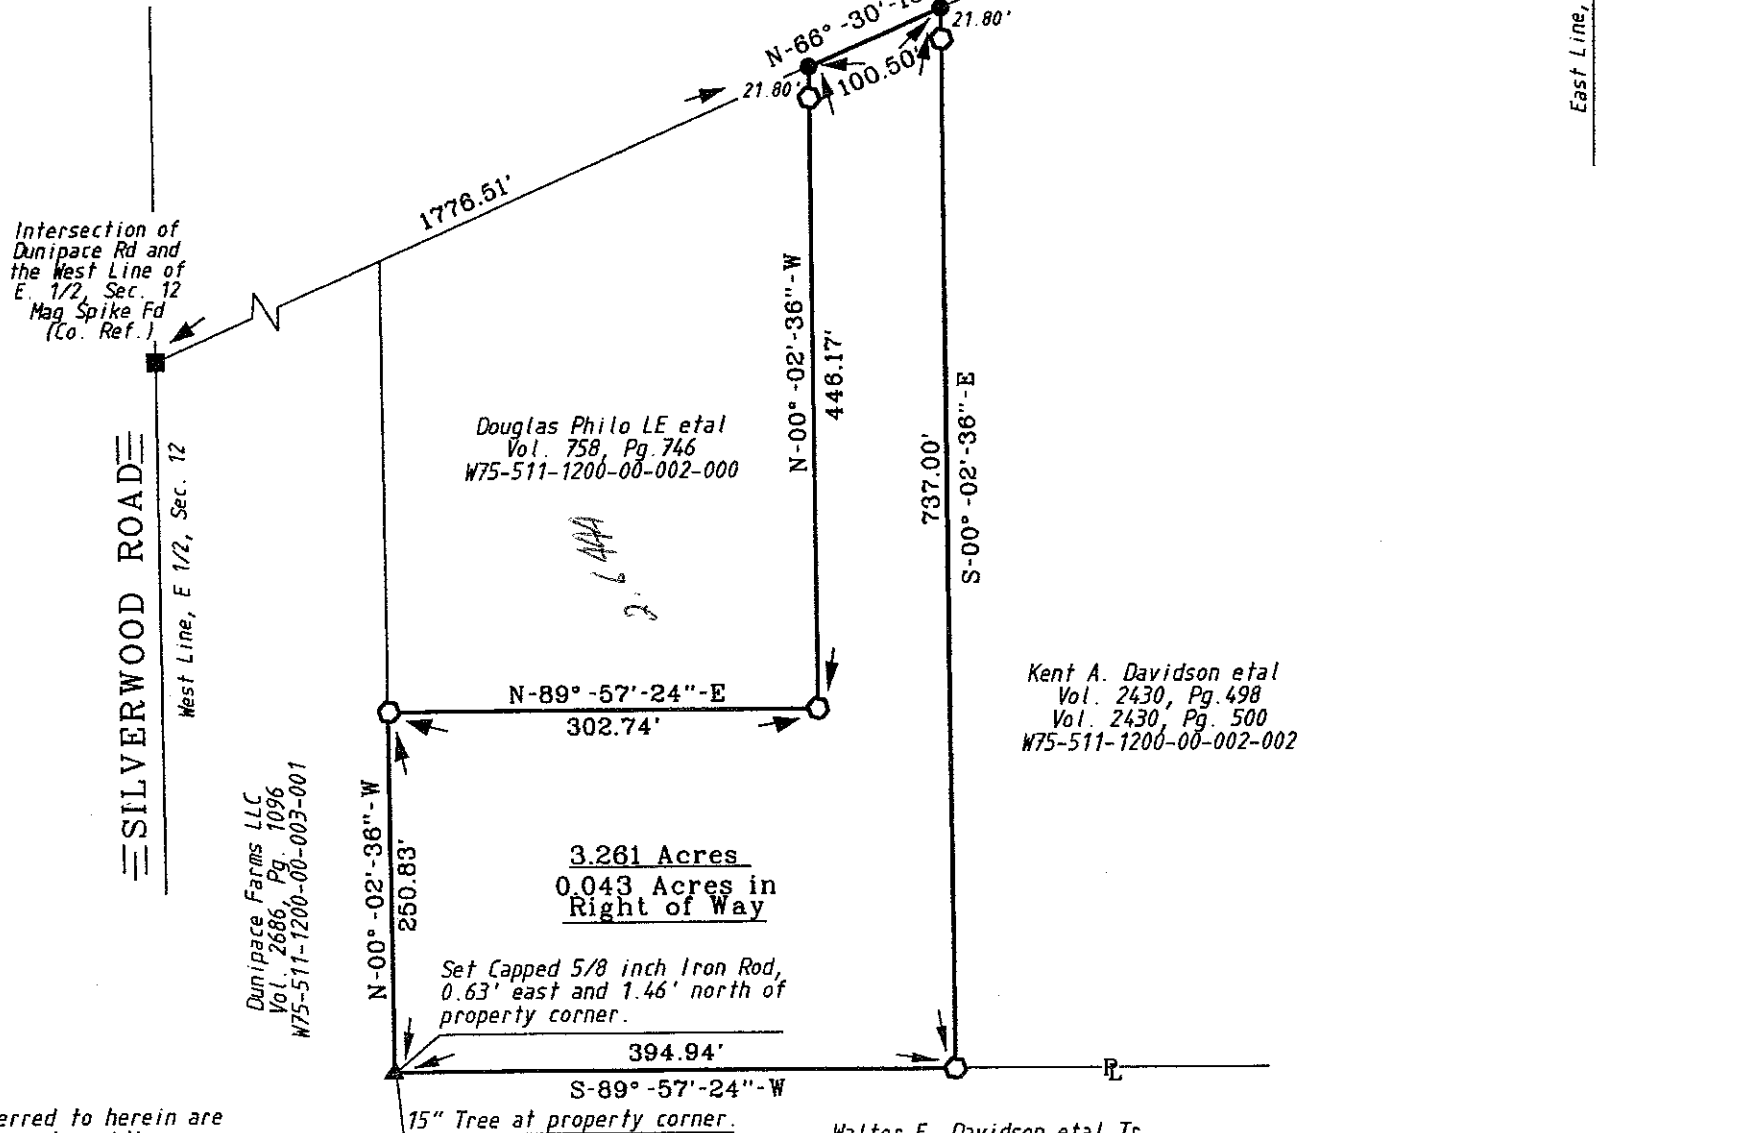 N-66°-30'-1
21.80'
East Line,
21.80'
100.50'
1776.51'
Intersection of
Dunipace Rd and
the West Line of
E. 1/2, Sec. 12
Mag Spike Fd
(Co. Ref.)
N-00°-02'-36"-W
446.17'
737.00'
S-00°-02'-36"-E
Douglas Philo LE etal
Vol. 758, Pg.746
W75-511-1200-00-002-000
≡SILVERWOOD ROAD≡
West Line, E 1/2, Sec. 12
N-89°-57'-24"-E
302.74'
Kent A. Davidson etal
Vol. 2430, Pg.498
Vol. 2430, Pg. 500
W75-511-1200-00-002-002
Dunipace Farms LLC
Vol. 2686, Pg. 1096
W75-511-1200-00-003-001
N-00°-02'-36"-W
250.83'
3.261 Acres
0.043 Acres in
Right of Way
Set Capped 5/8 inch Iron Rod,
0.63' east and 1.46' north of
property corner.
394.94'
S-89°-57'-24"-W
PL
erred to herein are
15" Tree at property corner.
Walter F. Davidson etal Tr